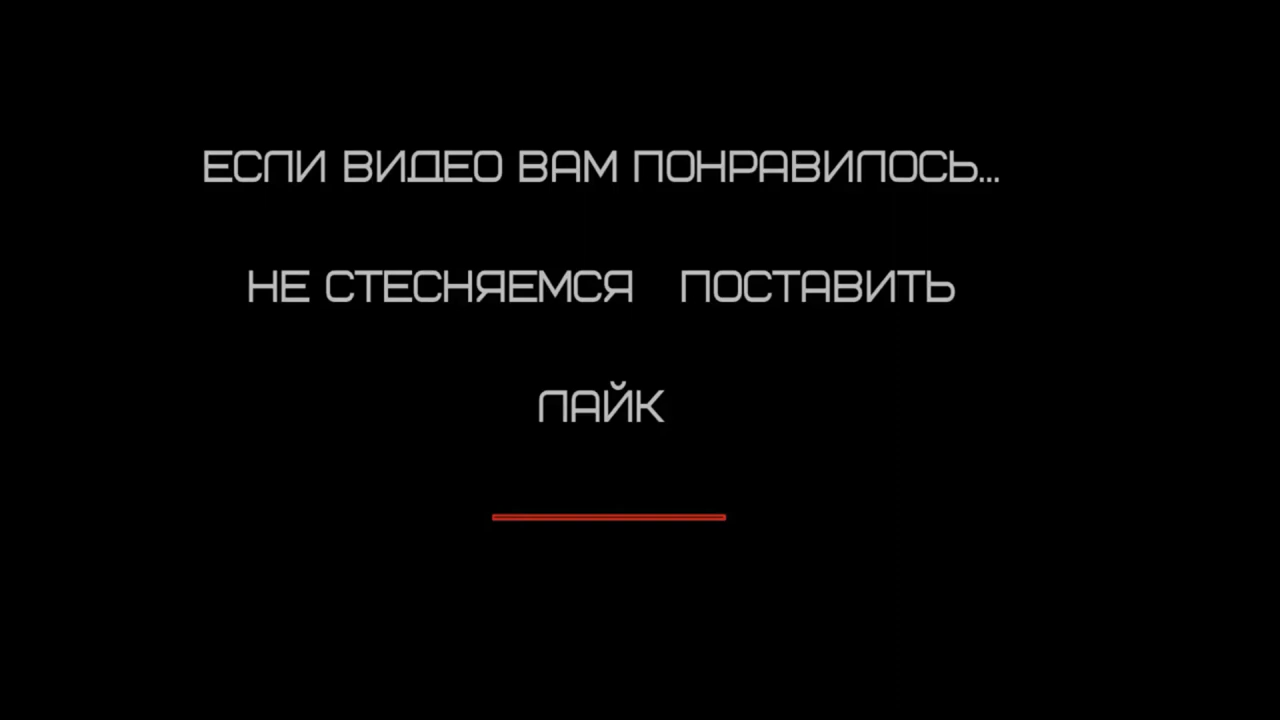 ЕСЛИ ВИДЕО ВАМ ПОНРАВИЛОСЬ...
НЕ СТЕСНЯЕМСЯ ПОСТАВИТЬ
ЛАЙК